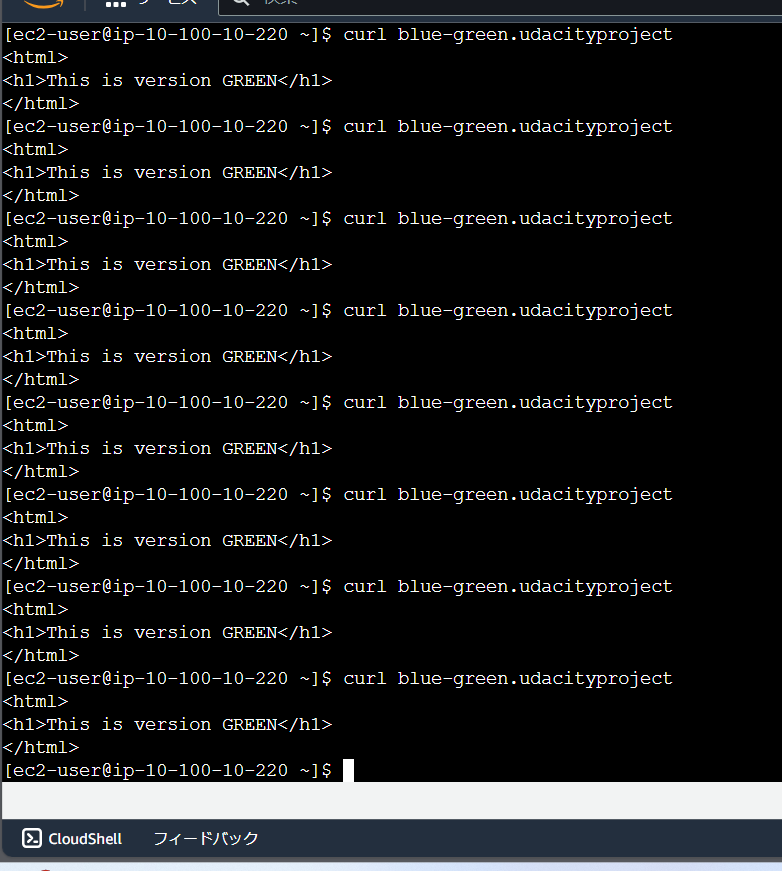 [ec2-user@ip-10-100-10-220 ~]$ curl blue-green.udacityproject
<html>
<h1>This is version GREEN</h1>
</html>
[ec2-user@ip-10-100-10-220 ~]$ curl blue-green.udacityproject
<html>
<h1>This is version GREEN</h1>
</html>
[ec2-user@ip-10-100-10-220 ~]$ curl blue-green.udacityproject
<html>
<h1>This is version GREEN</h1>
</html>
[ec2-user@ip-10-100-10-220 ~]$ curl blue-green.udacityproject
<html>
<h1>This is version GREEN</h1>
</html>
[ec2-user@ip-10-100-10-220 ~]$ curl blue-green.udacityproject
<html>
<h1>This is version GREEN</h1>
</html>
[ec2-user@ip-10-100-10-220 ~]$ curl blue-green.udacityproject
<html>
<h1>This is version GREEN</h1>
</html>
[ec2-user@ip-10-100-10-220 ~]$ curl blue-green.udacityproject
<html>
<h1>This is version GREEN</h1>
</html>
[ec2-user@ip-10-100-10-220 ~]$ curl blue-green.udacityproject
<html>
<h1>This is version GREEN</h1>
</html>
[ec2-user@ip-10-100-10-220 ~]$
CloudShell フィードバック